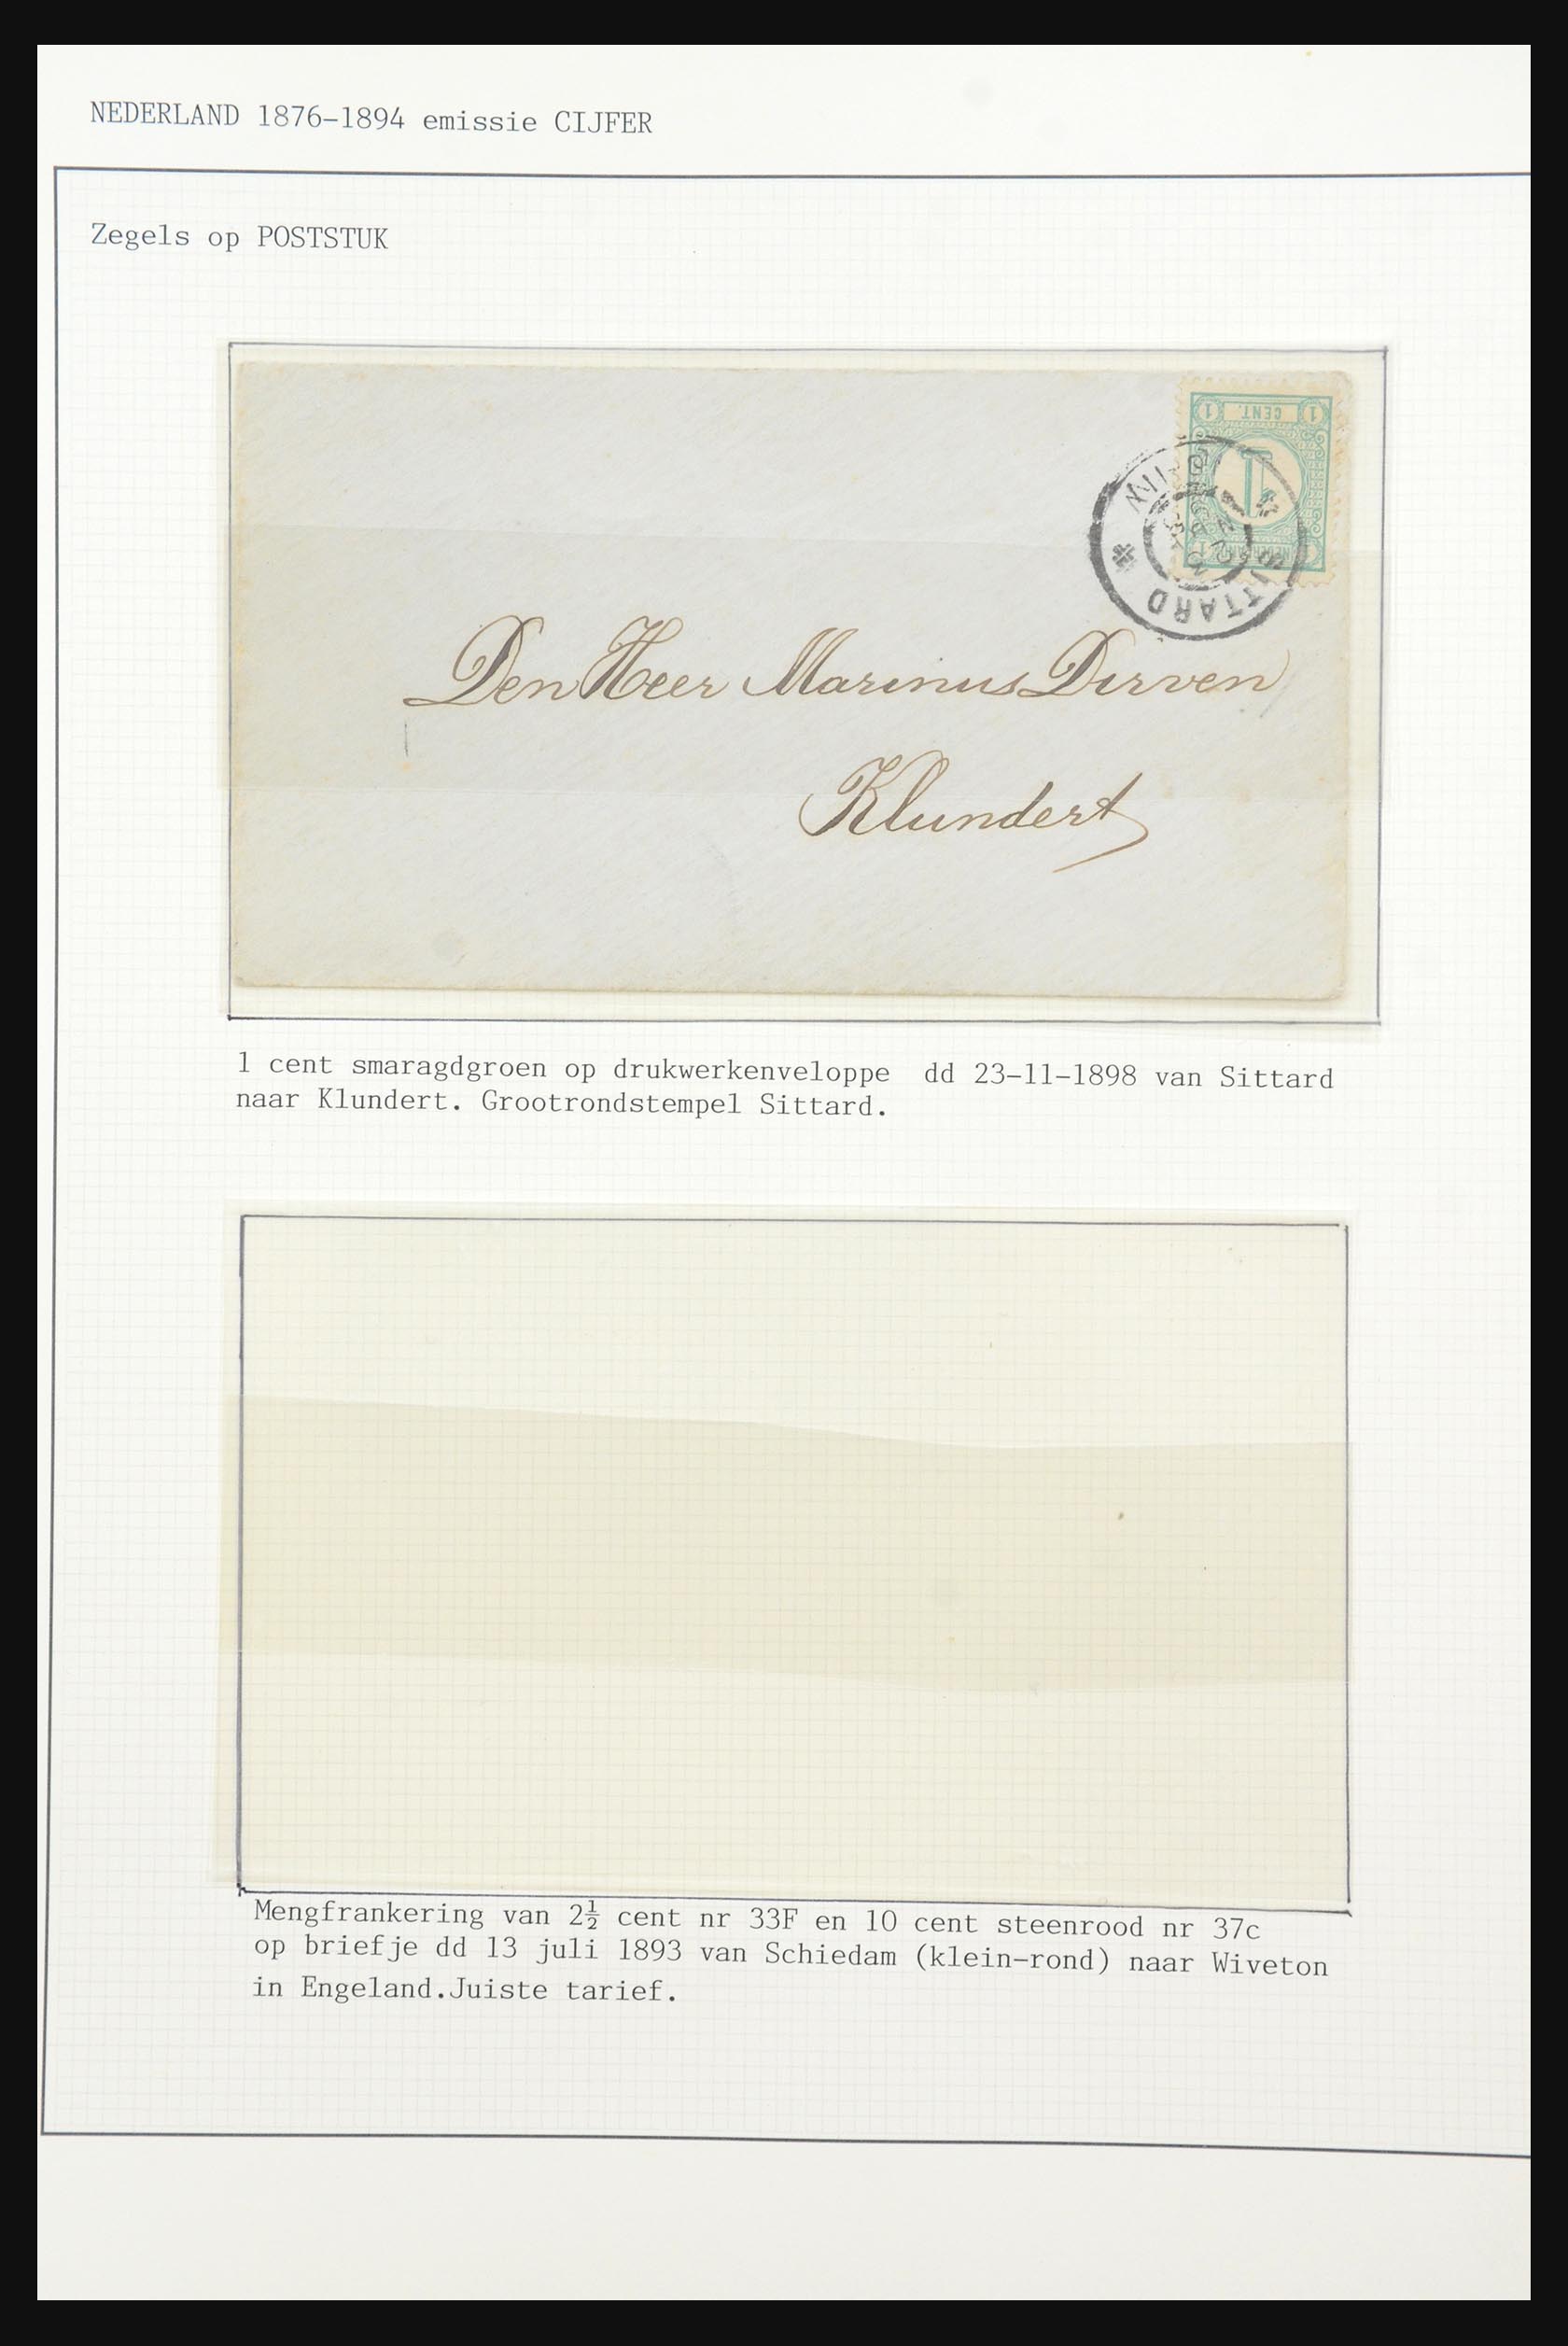 NEDERLAND 1876-1894 emissie CIJFER
Zegels op POSTSTUK
1 CENT. 1
1
NEDERLAND
SITTARD
Den Heer Marinus Dirven
Klundert
1 cent smaragdgroen op drukwerkenveloppe dd 23-11-1898 van Sittard
naar Klundert. Grootrondstempel Sittard.
Mengfrankering van 2½ cent nr 33F en 10 cent steenrood nr 37c
op briefje dd 13 juli 1893 van Schiedam (klein-rond) naar Wiveton
in Engeland.Juiste tarief.